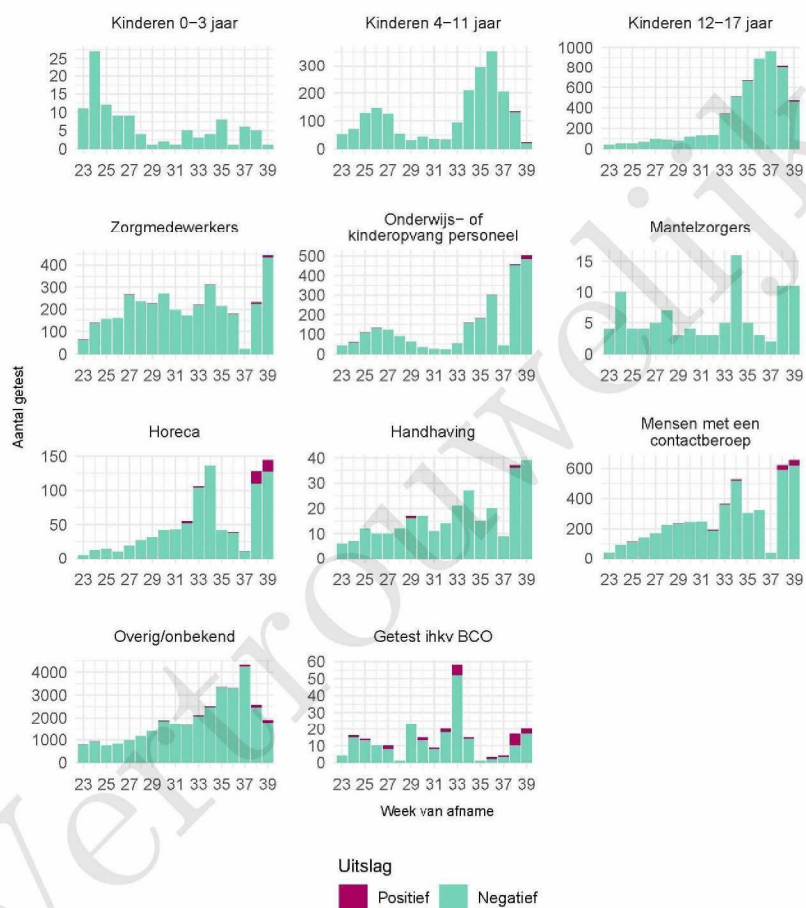 Kinderen 0−3 jaar
Kinderen 4−11 jaar
Kinderen 12−17 jaar
25
20
15
10
5
0
23 25 27 29 31 33 35 37 39
300
200
100
0
23 25 27 29 31 33 35 37 39
1000
800
600
400
200
0
23 25 27 29 31 33 35 37 39
Zorgmedewerkers
Onderwijs− of
kinderopvang personeel
Mantelzorgers
400
300
200
100
0
23 25 27 29 31 33 35 37 39
500
400
300
200
100
0
23 25 27 29 31 33 35 37 39
15
10
5
0
23 25 27 29 31 33 35 37 39
Aantal getest
Horeca
Handhaving
Mensen met een
contactberoep
150
100
50
0
23 25 27 29 31 33 35 37 39
40
30
20
10
0
23 25 27 29 31 33 35 37 39
600
400
200
0
23 25 27 29 31 33 35 37 39
Overig/onbekend
Getest ihkv BCO
4000
3000
2000
1000
0
23 25 27 29 31 33 35 37 39
60
50
40
30
20
10
0
23 25 27 29 31 33 35 37 39
Week van afname
Uitslag
Positief
Negatief
Vertrouwelijk